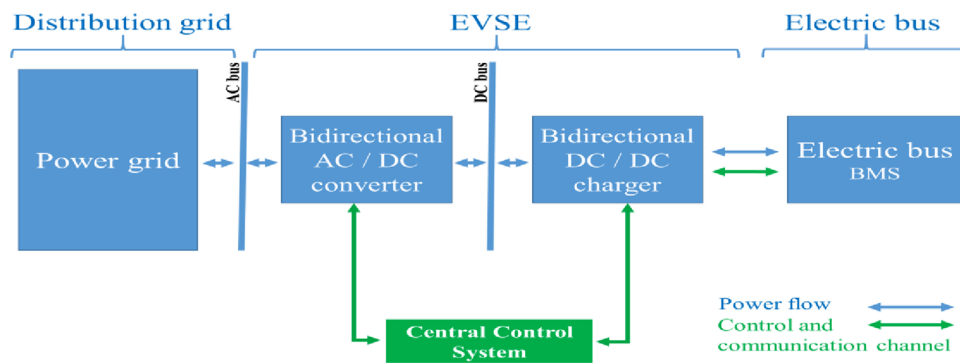 Distribution grid
EVSE
Electric bus
AC bus
DC bus
Power grid
Bidirectional
AC / DC
converter
Bidirectional
DC / DC
charger
Electric bus
BMS
Central Control
System
Power flow
Control and
communication channel